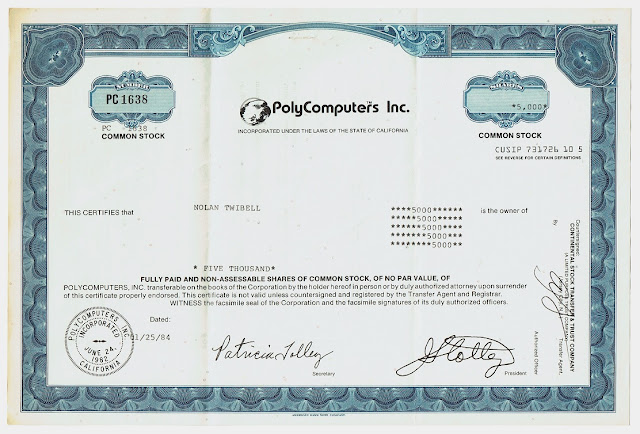 NUMBER
PC1638
PC 1638
COMMON STOCK
PolyComputers Inc.
INCORPORATED UNDER THE LAWS OF THE STATE OF CALIFORNIA
SHARES
*5,000*
COMMON STOCK
CUSIP 731726 10 5
SEE REVERSE FOR CERTAIN DEFINITIONS
THIS CERTIFIES that
NOLAN TWIBELL
****5000******
*****5000*****
******5000****
*******5000***
********5000**
is the owner of
* FIVE THOUSAND*
FULLY PAID AND NON-ASSESSABLE SHARES OF COMMON STOCK, OF NO PAR VALUE, OF
POLYCOMPUTERS, INC. transferable on the books of the Corporation by the holder hereof in person or by duly authorized attorney upon surrender
of this certificate properly endorsed. This certificate is not valid unless countersigned and registered by the Transfer Agent and Registrar.
WITNESS the facsimile seal of the Corporation and the facsimile signatures of its duly authorized officers.
Dated:
01/25/84
POLYCOMPUTERS, INC.
INCORPORATED
JUNE 24,
1982
CALIFORNIA
Patricia Lolley
Secretary
President
Countersigned:
CONTINENTAL STOCK TRANSFER & TRUST COMPANY
Transfer Agent,
By
Authorized Officer